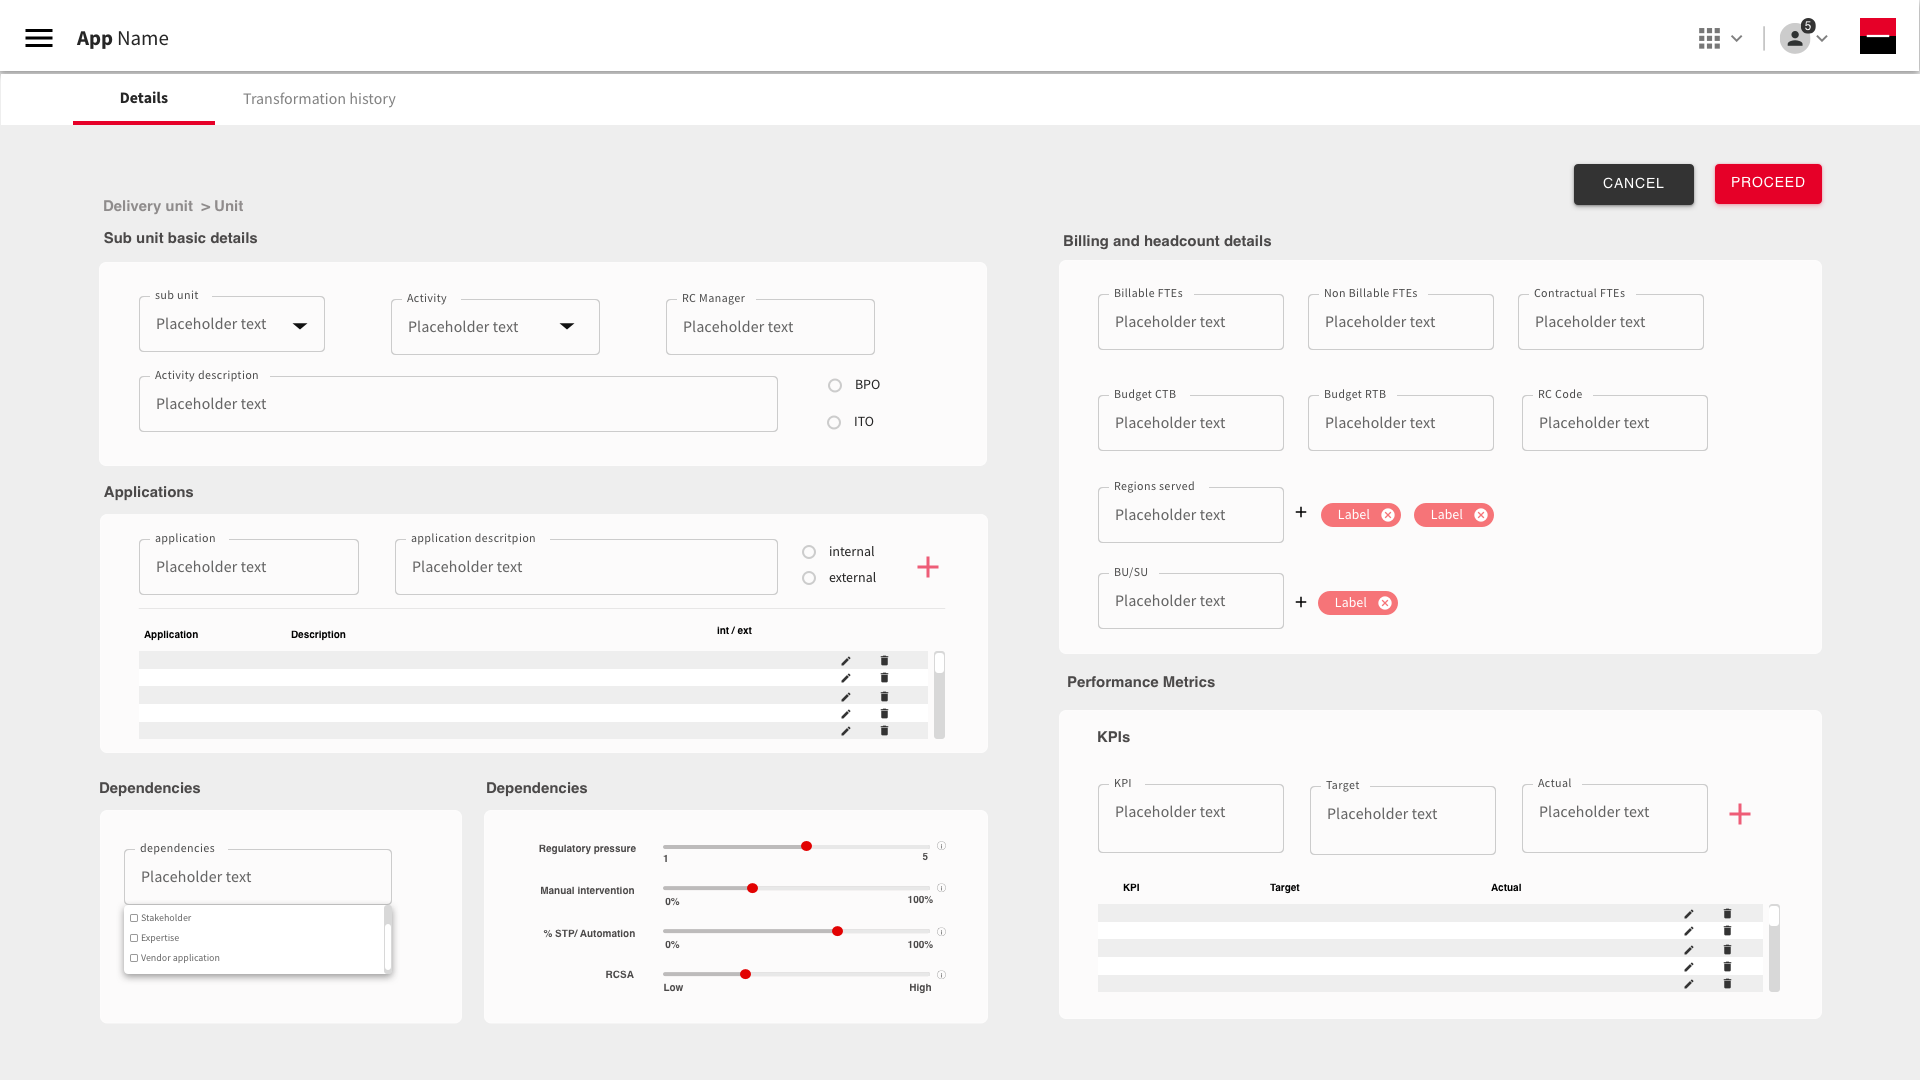 App Name
5
Details
Transformation history
CANCEL
PROCEED
Delivery unit > Unit
Sub unit basic details
sub unit
Placeholder text
Activity
Placeholder text
RC Manager
Placeholder text
Activity description
Placeholder text
BPO
ITO
Applications
application
Placeholder text
application descritpion
Placeholder text
internal
external
Application
Description
int / ext
Dependencies
dependencies
Placeholder text
Stakeholder
Expertise
Vendor application
Dependencies
Regulatory pressure
1
5
Manual intervention
0%
100%
% STP/ Automation
0%
100%
RCSA
Low
High
Billing and headcount details
Billable FTEs
Placeholder text
Non Billable FTEs
Placeholder text
Contractual FTEs
Placeholder text
Budget CTB
Placeholder text
Budget RTB
Placeholder text
RC Code
Placeholder text
Regions served
Placeholder text
+
Label
Label
BU/SU
Placeholder text
+
Label
Performance Metrics
KPIs
KPI
Placeholder text
Target
Placeholder text
Actual
Placeholder text
KPI
Target
Actual